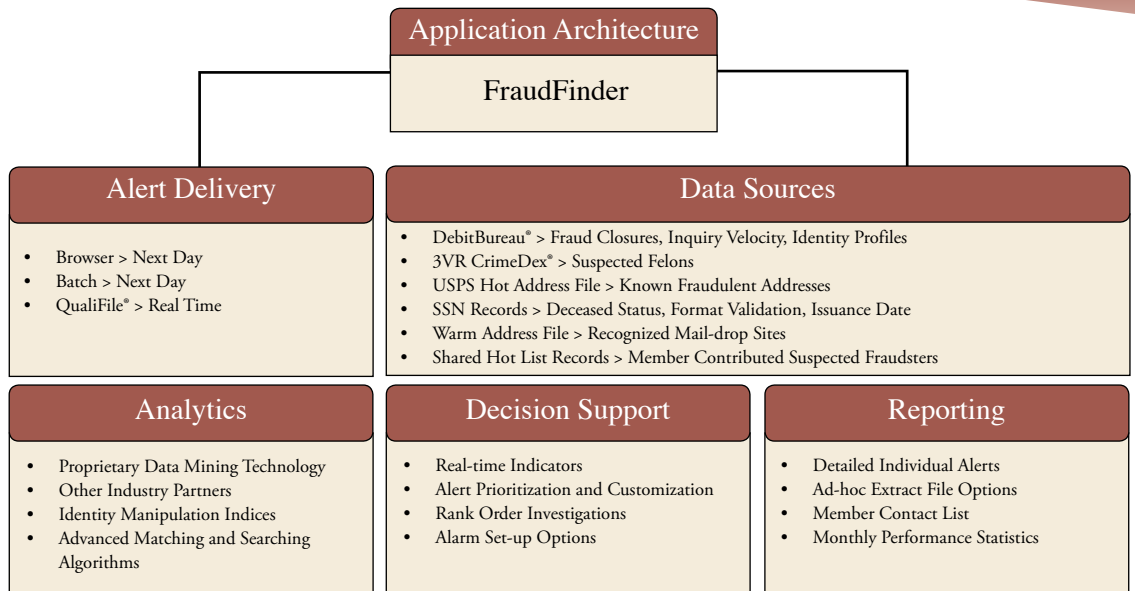 Application Architecture
FraudFinder
Alert Delivery
• Browser > Next Day
• Batch > Next Day
• QualiFile® > Real Time
Data Sources
• DebitBureau® > Fraud Closures, Inquiry Velocity, Identity Profiles
• 3VR CrimeDex® > Suspected Felons
• USPS Hot Address File > Known Fraudulent Addresses
• SSN Records > Deceased Status, Format Validation, Issuance Date
• Warm Address File > Recognized Mail-drop Sites
• Shared Hot List Records > Member Contributed Suspected Fraudsters
Analytics
• Proprietary Data Mining Technology
• Other Industry Partners
• Identity Manipulation Indices
• Advanced Matching and Searching
Algorithms
Decision Support
• Real-time Indicators
• Alert Prioritization and Customization
• Rank Order Investigations
• Alarm Set-up Options
Reporting
• Detailed Individual Alerts
• Ad-hoc Extract File Options
• Member Contact List
• Monthly Performance Statistics